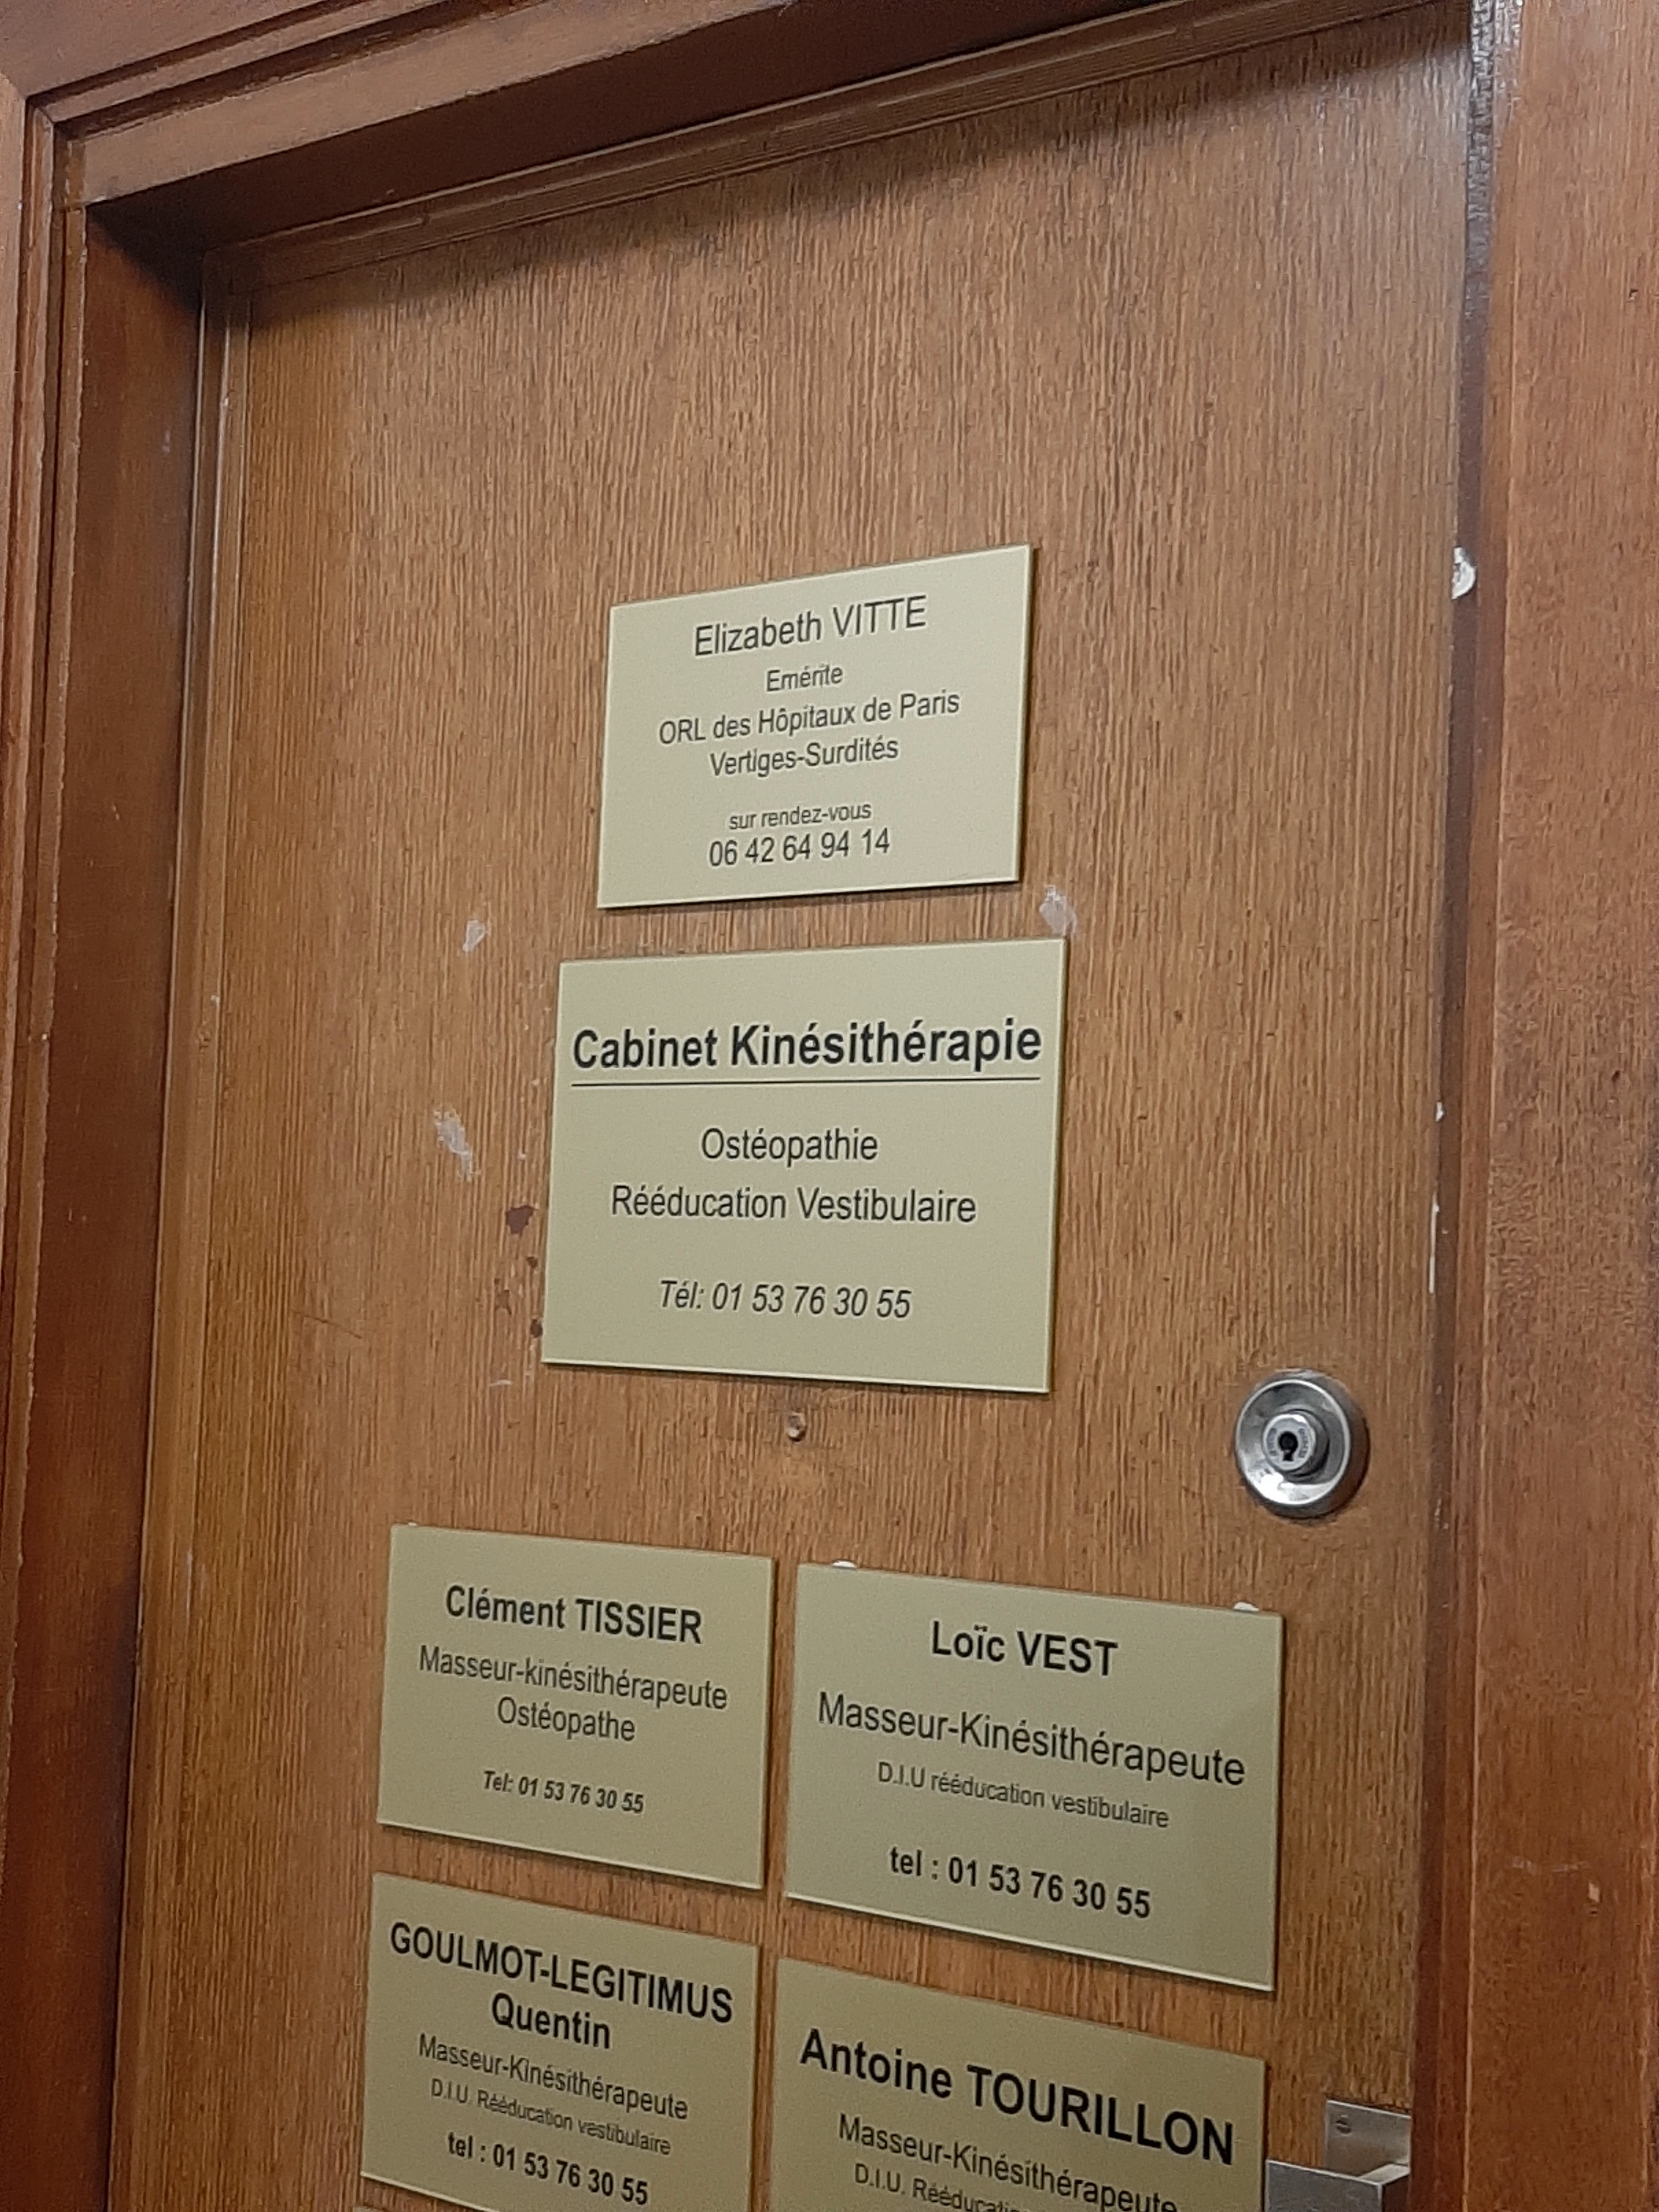 Elizabeth VITTE
Emérite
ORL des Hôpitaux de Paris
Vertiges-Surdités
sur rendez-vous
06 42 64 94 14
Cabinet Kinésithérapie
Ostéopathie
Rééducation Vestibulaire
Tél: 01 53 76 30 55
Clément TISSIER
Masseur-kinésithérapeute
Ostéopathe
Tel: 01 53 76 30 55
Loïc VEST
Masseur-Kinésithérapeute
D.I.U rééducation vestibulaire
tel : 01 53 76 30 55
GOULMOT-LEGITIMUS
Quentin
Masseur-Kinésithérapeute
D.I.U. Rééducation vestibulaire
tel : 01 53 76 30 55
Antoine TOURILLON
Masseur-Kinésithérapeute
D.I.U.